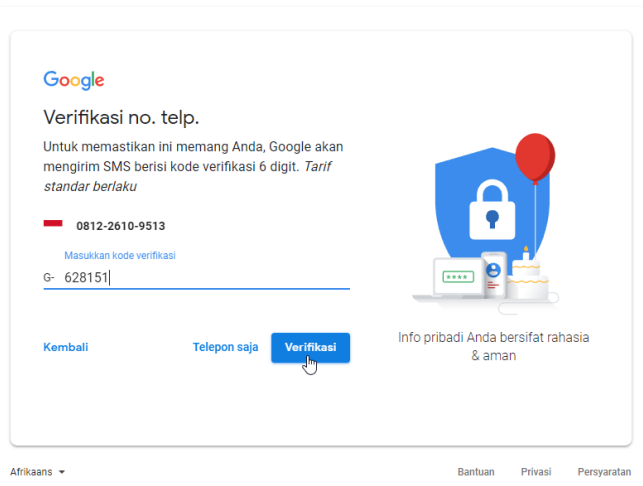 Google
Verifikasi no. telp.
Untuk memastikan ini memang Anda, Google akan
mengirim SMS berisi kode verifikasi 6 digit. Tarif
standar berlaku
0812-2610-9513
Masukkan kode verifikasi
G- 628151
Kembali Telepon saja Verifikasi
****
Info pribadi Anda bersifat rahasia
& aman
Afrikaans Bantuan Privasi Persyaratan